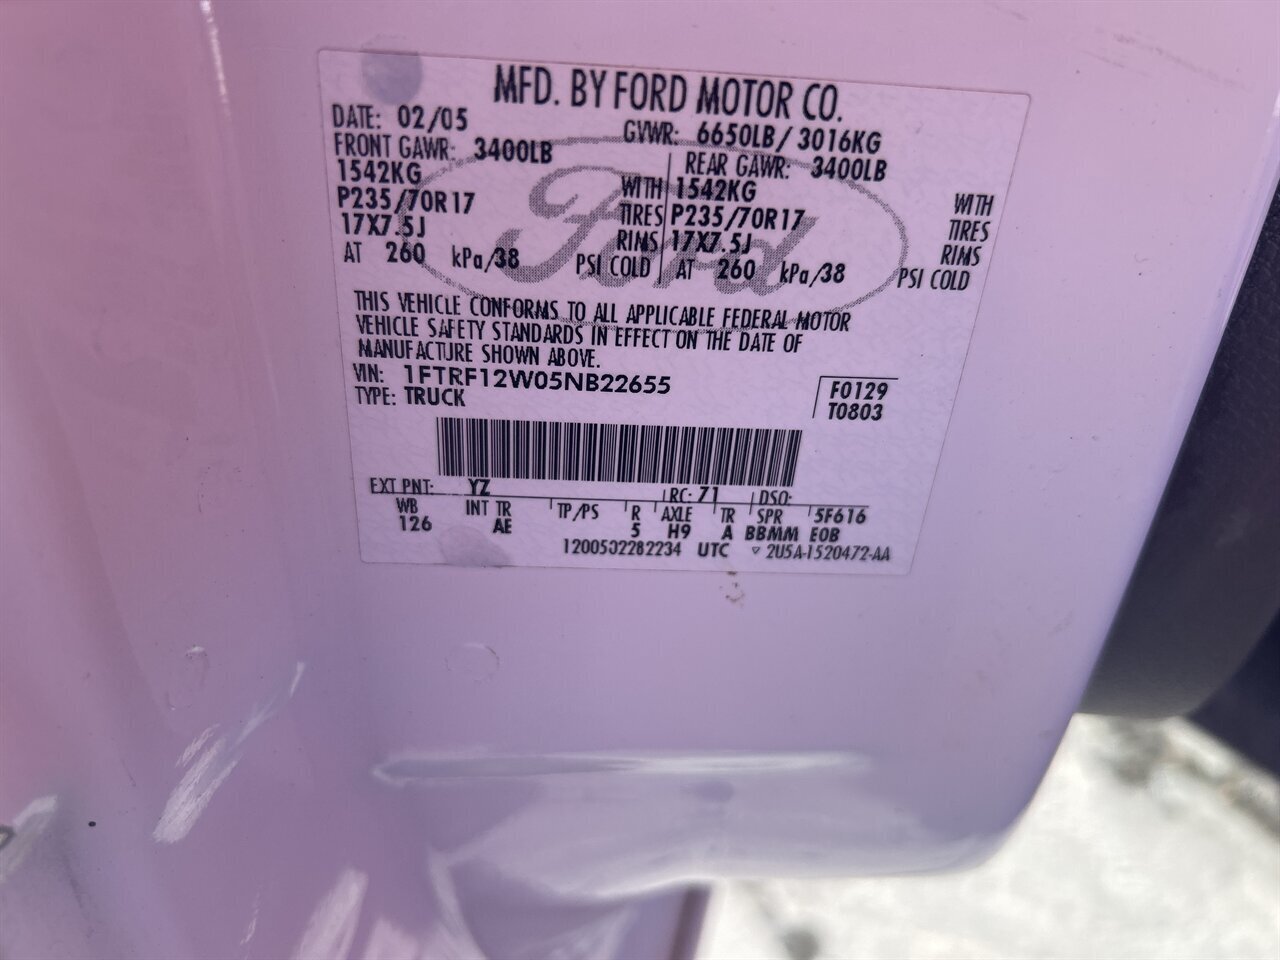 MFD. BY FORD MOTOR CO.
DATE: 02/05 GVWR: 6650LB/ 3016KG
FRONT GAWR: 3400LB REAR GAWR: 3400LB
1542KG WITH 1542KG WITH
P235/70R17 TIRES P235/70R17 TIRES
17X7.5J RIMS 17X7.5J RIMS
AT 260 kPa/38 PSI COLD AT 260 kPa/38 PSI COLD
Ford
THIS VEHICLE CONFORMS TO ALL APPLICABLE FEDERAL MOTOR
VEHICLE SAFETY STANDARDS IN EFFECT ON THE DATE OF
MANUFACTURE SHOWN ABOVE.
VIN: 1FTRF12W05NB22655 F0129
TYPE: TRUCK T0803
EXT PNT: YZ RC: 71 DSO:
WB INT TR TP/PS R AXLE TR SPR 5F616
126 AE 5 H9 A BBMM EOB
1200502282234 UTC ▽ 2U5A-1520472-AA